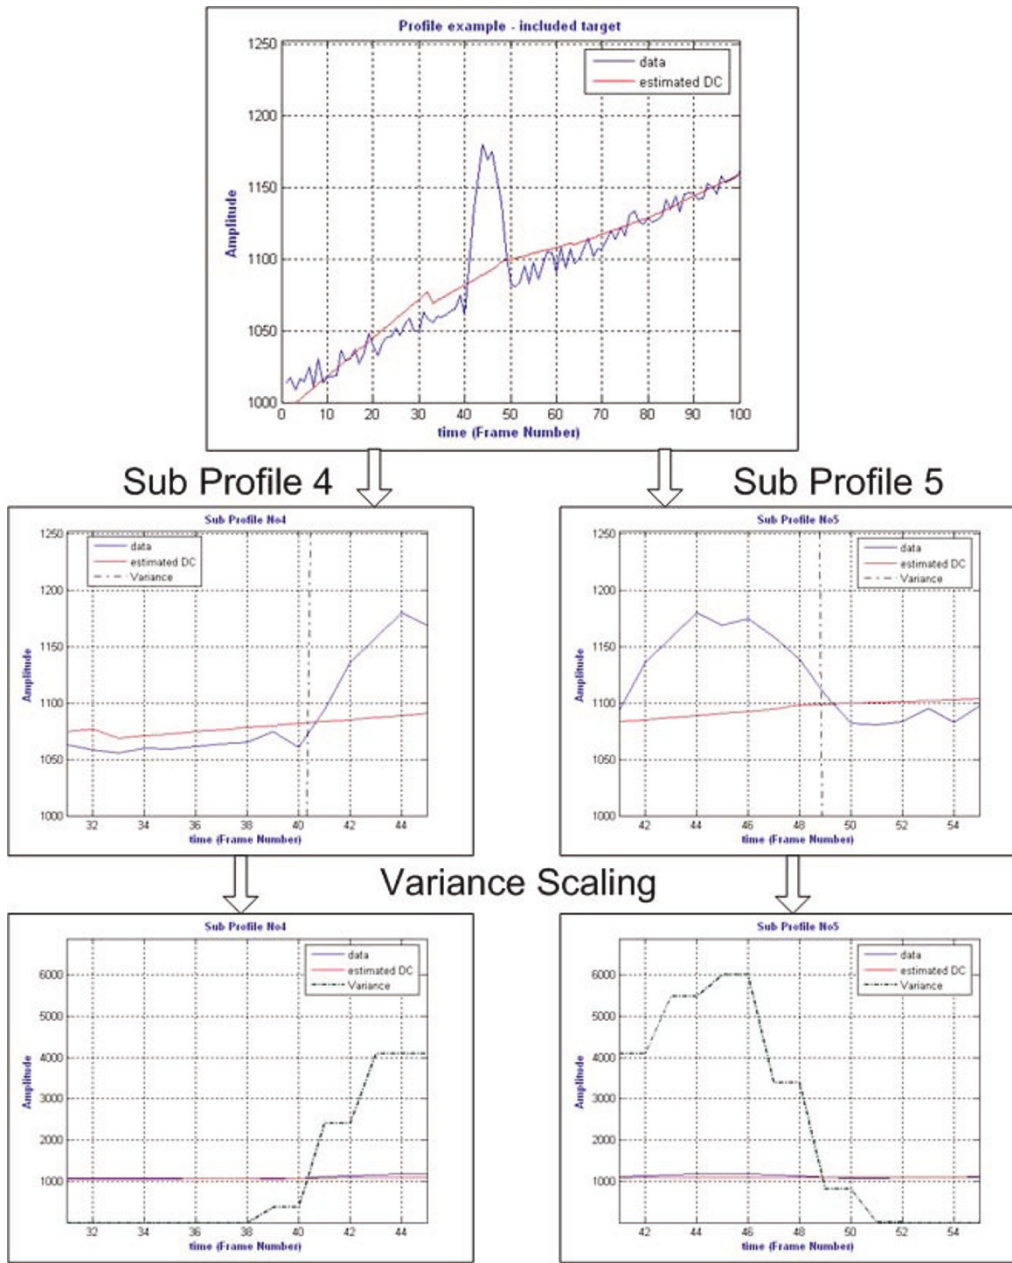 Profile example - included target
1250
1200
1150
1100
1050
1000
Amplitude
data
estimated DC
0 10 20 30 40 50 60 70 80 90 100
time (Frame Number)
Sub Profile 4
Sub Profile 5
Sub Profile No4
1250
1200
1150
1100
1050
1000
Amplitude
data
estimated DC
Variance
32 34 36 38 40 42 44
time (Frame Number)
Sub Profile No5
1250
1200
1150
1100
1050
1000
Amplitude
data
estimated DC
Variance
42 44 46 48 50 52 54
time (Frame Number)
Variance Scaling
Sub Profile No4
6000
5000
4000
3000
2000
1000
Amplitude
data
estimated DC
Variance
32 34 36 38 40 42 44
time (Frame Number)
Sub Profile No5
6000
5000
4000
3000
2000
1000
Amplitude
data
estimated DC
Variance
42 44 46 48 50 52 54
time (Frame Number)